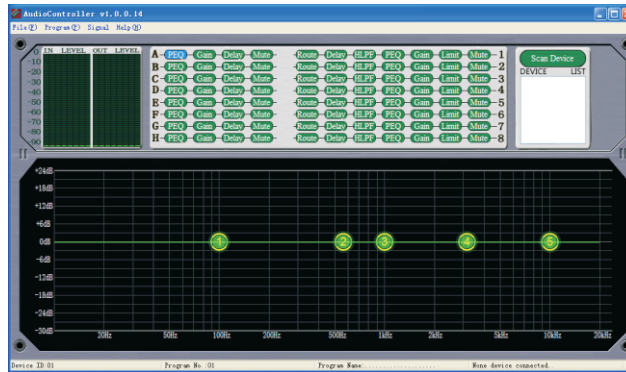 AudioController v1.0.0.14
File(F) Program(P) Signal Help(H)
IN LEVEL OUT LEVEL
0
-10
-20
-30
-40
-50
-60
-70
-80
-90
A PEQ Gain Delay Mute Route Delay HLPF PEQ Gain Limit Mute 1
B PEQ Gain Delay Mute Route Delay HLPF PEQ Gain Limit Mute 2
C PEQ Gain Delay Mute Route Delay HLPF PEQ Gain Limit Mute 3
D PEQ Gain Delay Mute Route Delay HLPF PEQ Gain Limit Mute 4
E PEQ Gain Delay Mute Route Delay HLPF PEQ Gain Limit Mute 5
F PEQ Gain Delay Mute Route Delay HLPF PEQ Gain Limit Mute 6
G PEQ Gain Delay Mute Route Delay HLPF PEQ Gain Limit Mute 7
H PEQ Gain Delay Mute Route Delay HLPF PEQ Gain Limit Mute 8
Scan Device
DEVICE LIST
+24dB
+18dB
+12dB
+6dB
0dB
1 2 3 4 5
-6dB
-12dB
-18dB
-24dB
-30dB
20Hz 50Hz 100Hz 200Hz 500Hz 1kHz 2kHz 5kHz 10kHz 20kHz
Device ID:01 Program No.:01 Program Name:.................... None device connected.